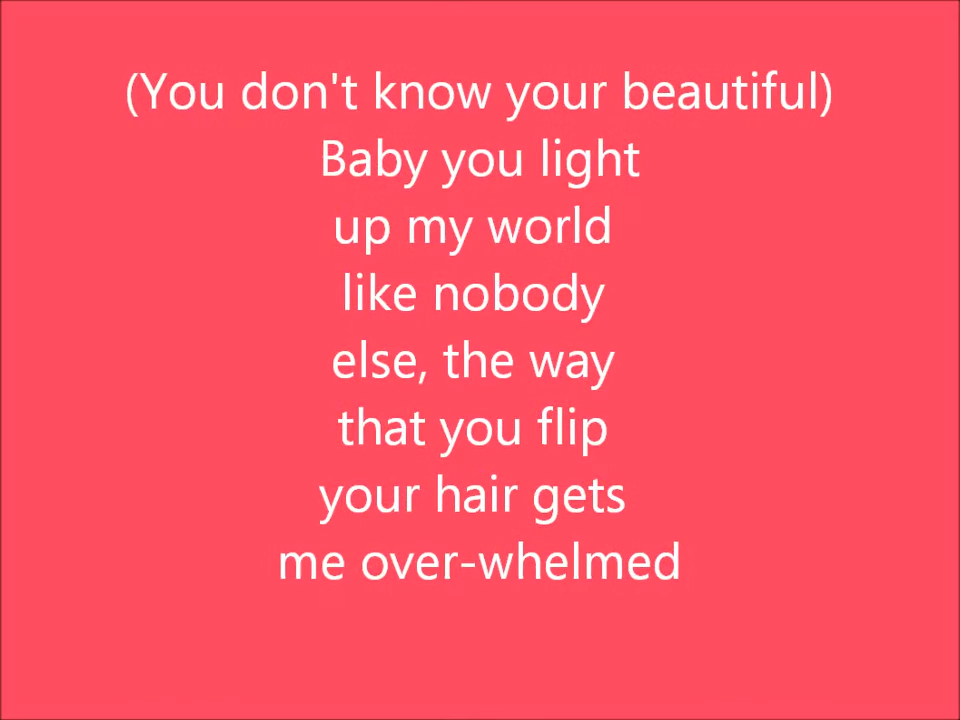 (You don't know your beautiful)
Baby you light
up my world
like nobody
else, the way
that you flip
your hair gets
me over-whelmed